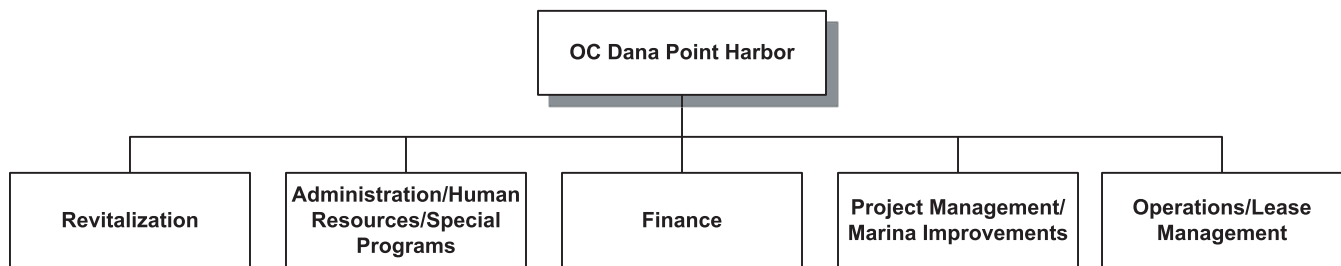 OC Dana Point Harbor
Revitalization
Administration/Human
Resources/Special
Programs
Finance
Project Management/
Marina Improvements
Operations/Lease
Management